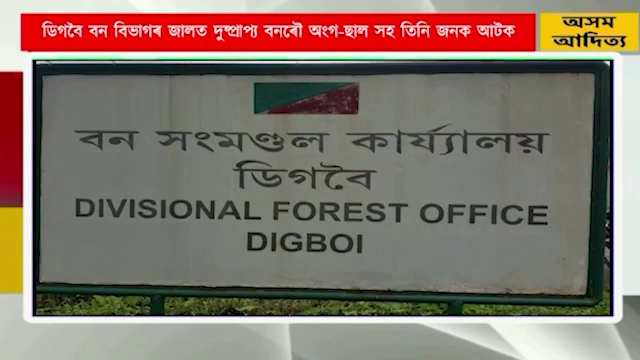 ডিগবৈ বন বিভাগৰ জালত দুষ্প্ৰাপ্য বনৰৌ অংগ-ছাল সহ তিনি জনক আটক
অসম
আদিত্য
বন সংমণ্ডল কাৰ্য্যালয়
ডিগবৈ
DIVISIONAL FOREST OFFICE
DIGBOI